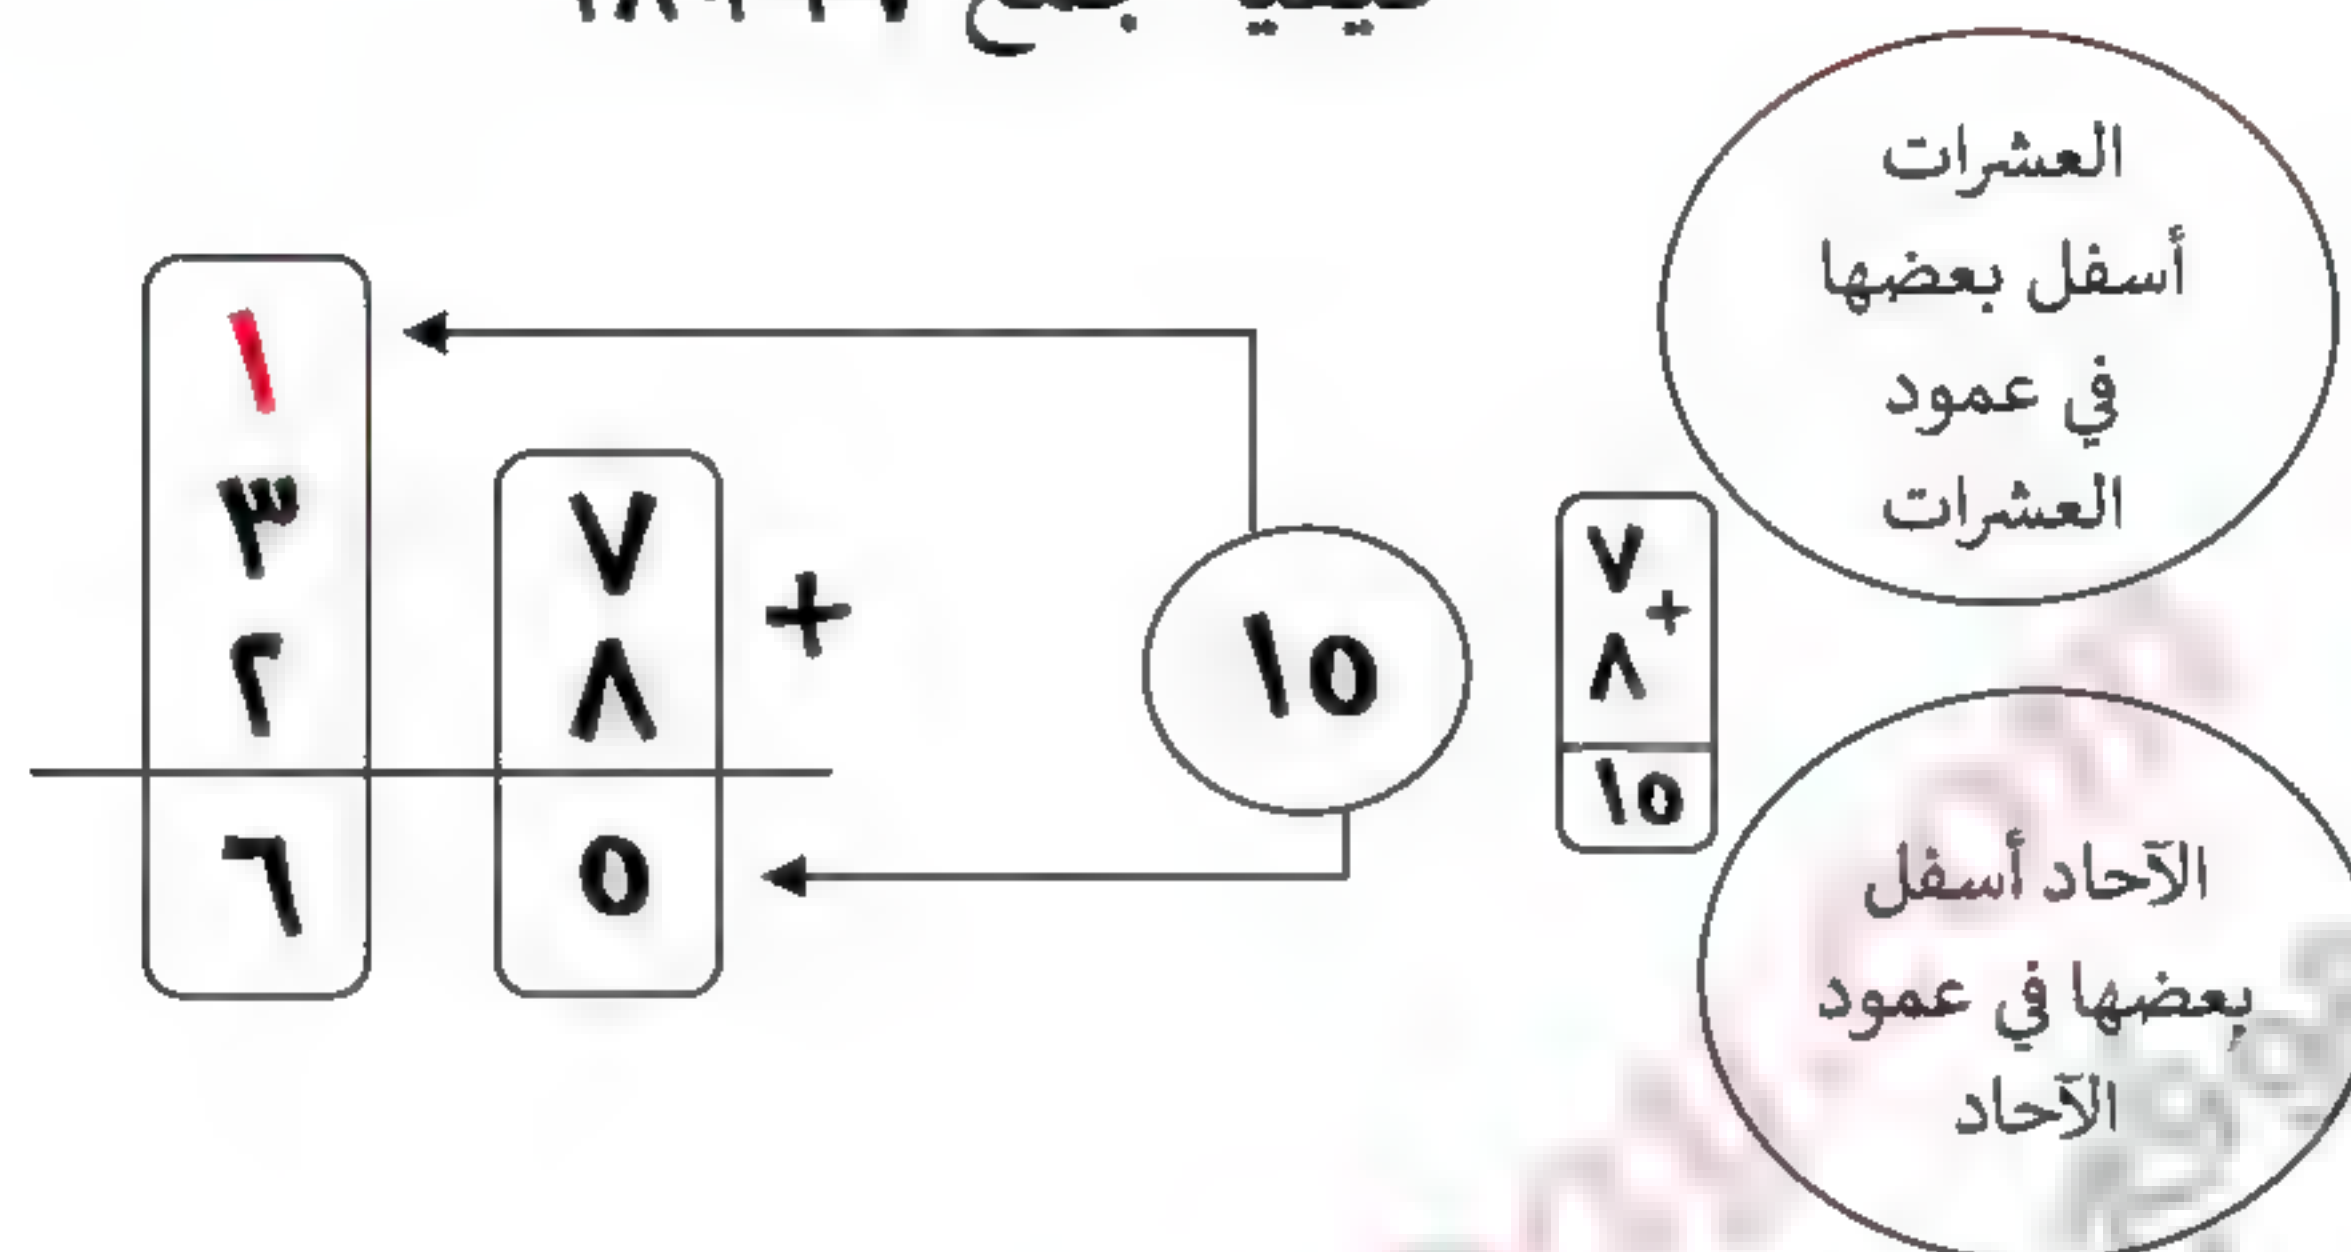 العشرات
أسفل بعضها
في عمود
العشرات
١
٣ ٧
+
٢ ٨
٦ ٥
١٥
٧
+
٨
١٥
الآحاد أسفل
بعضها في عمود
الآحاد